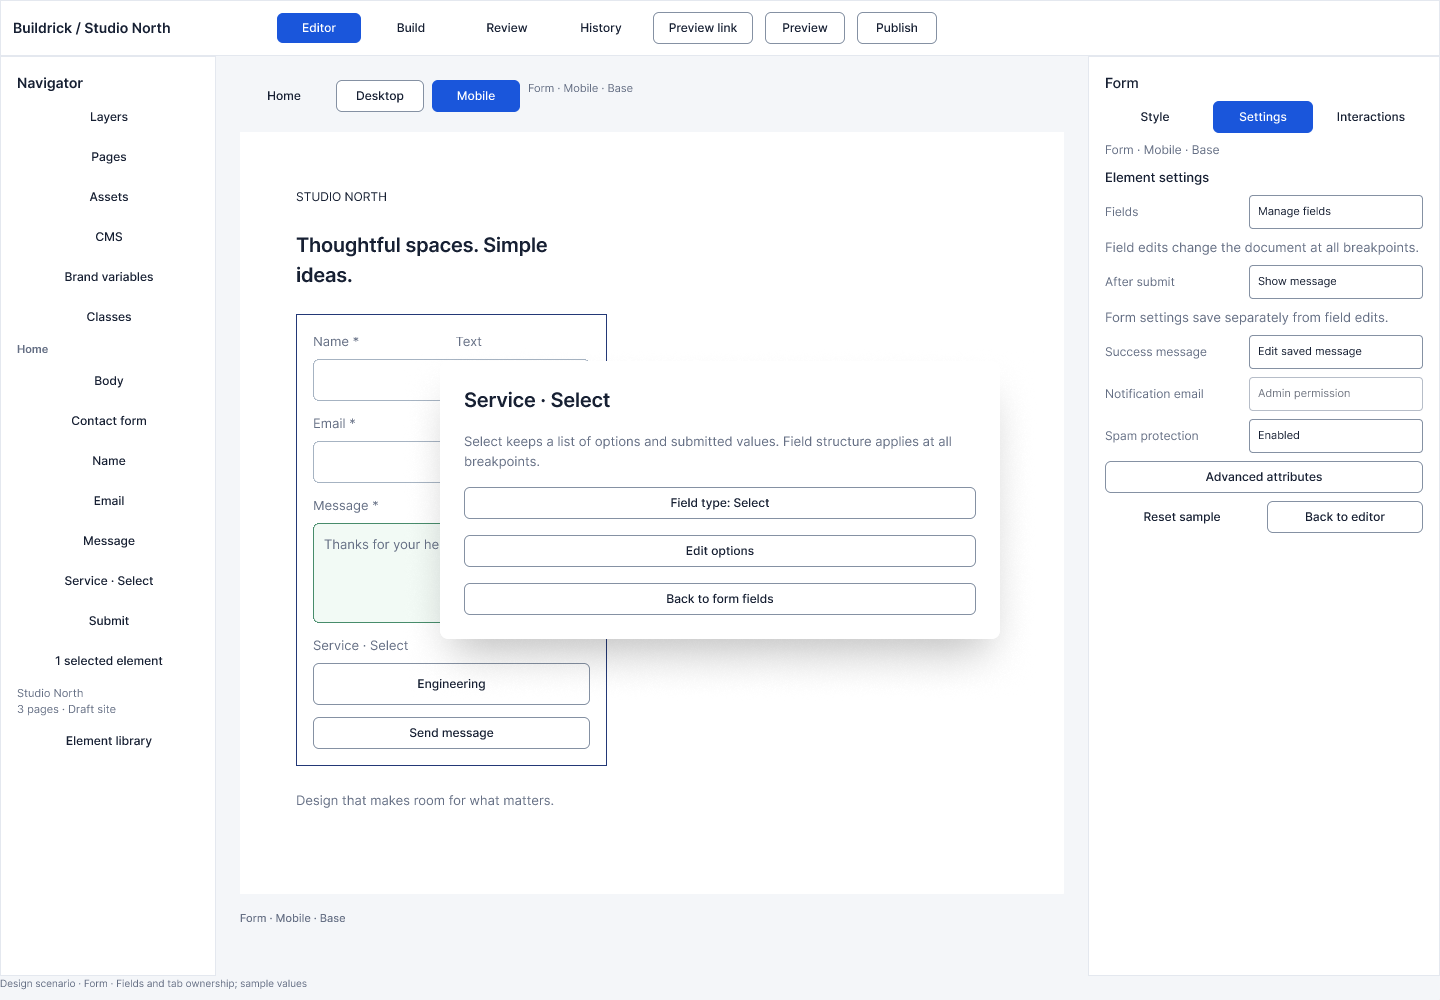 Buildrick / Studio North
Editor
Build
Review
History
Preview link
Preview
Publish
Navigator
Layers
Pages
Assets
CMS
Brand variables
Classes
Home
Body
Contact form
Name
Email
Message
Service · Select
Submit
1 selected element
Studio North
3 pages · Draft site
Element library
Home
Desktop
Mobile
Form · Mobile · Base
STUDIO NORTH
Thoughtful spaces. Simple
ideas.
Name *
Text
Email *
Message *
Thanks for your he
Service · Select
Engineering
Send message
Design that makes room for what matters.
Service · Select
Select keeps a list of options and submitted values. Field structure applies at all
breakpoints.
Field type: Select
Edit options
Back to form fields
Form · Mobile · Base
Form
Style
Settings
Interactions
Form · Mobile · Base
Element settings
Fields
Manage fields
Field edits change the document at all breakpoints.
After submit
Show message
Form settings save separately from field edits.
Success message
Edit saved message
Notification email
Admin permission
Spam protection
Enabled
Advanced attributes
Reset sample
Back to editor
Design scenario · Form · Fields and tab ownership; sample values